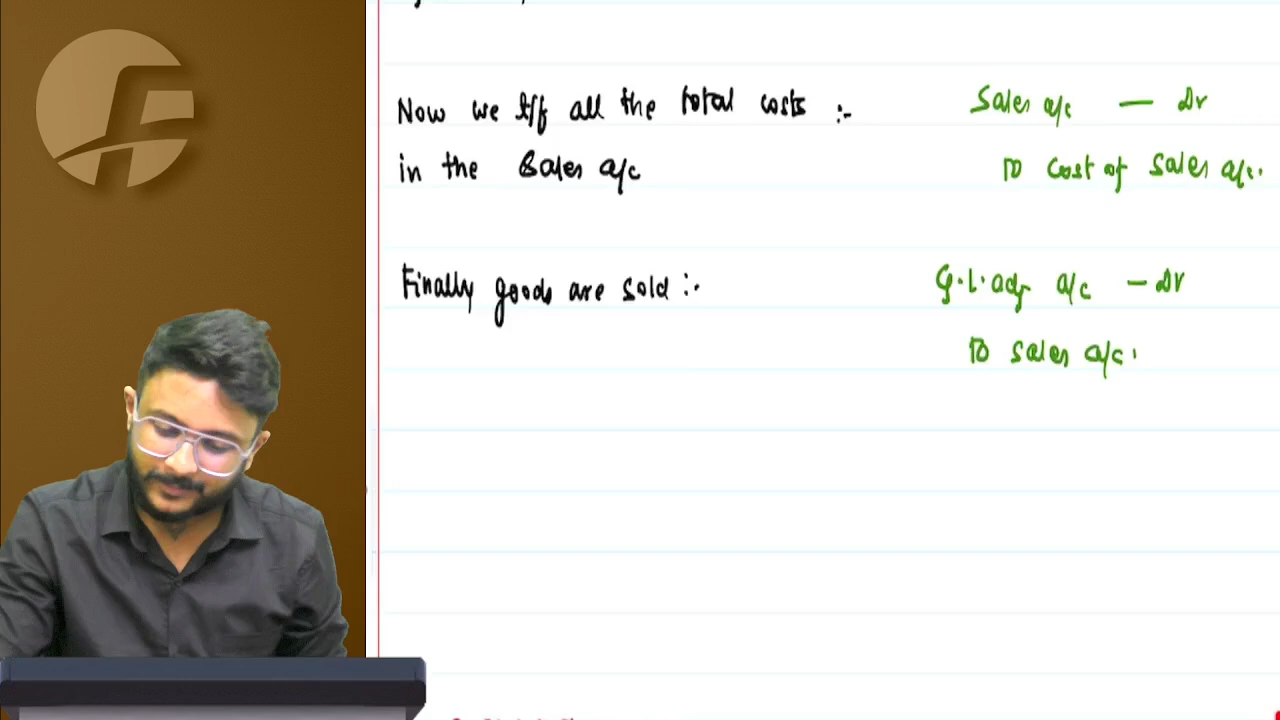 Now we t/f all the total costs :-
Sales a/c — Dr
in the Sales a/c
To Cost of Sales a/c.
Finally goods are sold :-
G.L. adj a/c — Dr
To Sales a/c.